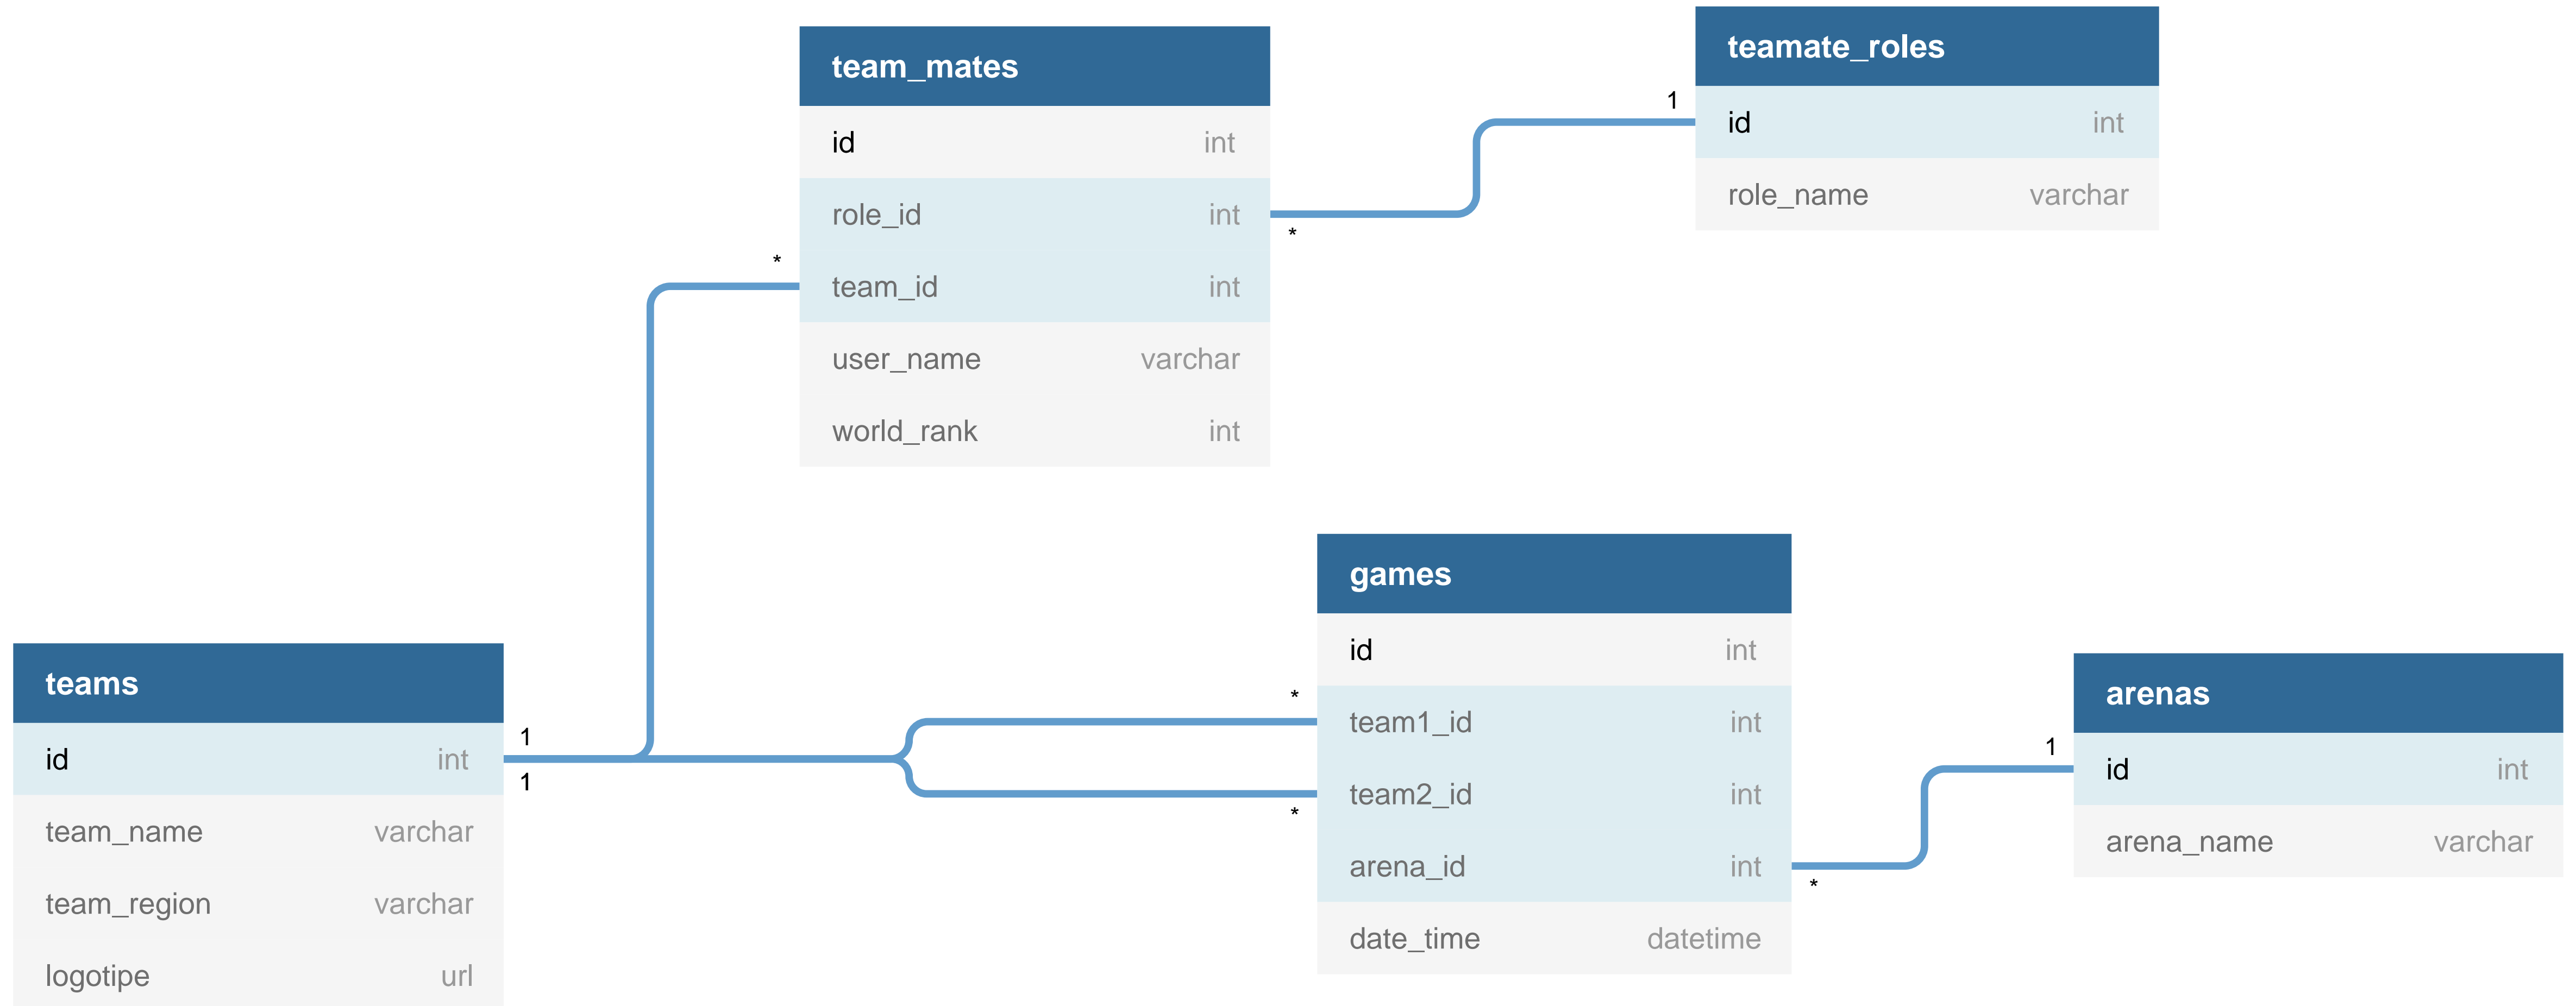 team_mates
id int
role_id int
team_id int
user_name varchar
world_rank int
teamate_roles
id int
role_name varchar
1
*
*
games
id int
team1_id int
team2_id int
arena_id int
date_time datetime
*
*
*
1
teams
id int
team_name varchar
team_region varchar
logotipe url
1
1
arenas
id int
arena_name varchar